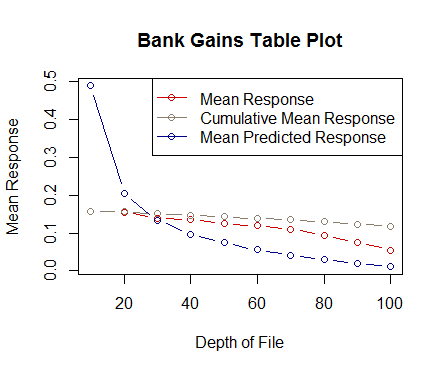 Bank Gains Table Plot
Mean Response
Cumulative Mean Response
Mean Predicted Response
Mean Response
0.5
0.4
0.3
0.2
0.1
0.0
20 40 60 80 100
Depth of File